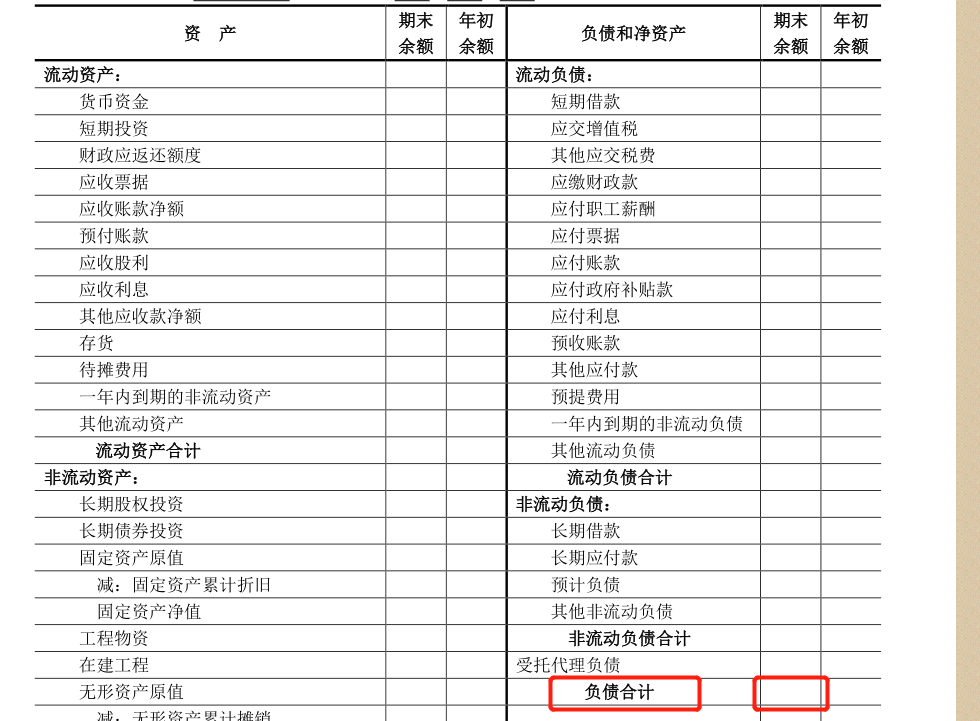 资 产 期末余额 年初余额 负债和净资产 期末余额 年初余额
流动资产： 流动负债：
货币资金 短期借款
短期投资 应交增值税
财政应返还额度 其他应交税费
应收票据 应缴财政款
应收账款净额 应付职工薪酬
预付账款 应付票据
应收股利 应付账款
应收利息 应付政府补贴款
其他应收款净额 应付利息
存货 预收账款
待摊费用 其他应付款
一年内到期的非流动资产 预提费用
其他流动资产 一年内到期的非流动负债
流动资产合计 其他流动负债
非流动资产： 流动负债合计
长期股权投资 非流动负债：
长期债券投资 长期借款
固定资产原值 长期应付款
减：固定资产累计折旧 预计负债
固定资产净值 其他非流动负债
工程物资 非流动负债合计
在建工程 受托代理负债
无形资产原值 负债合计
减：无形资产累计摊销